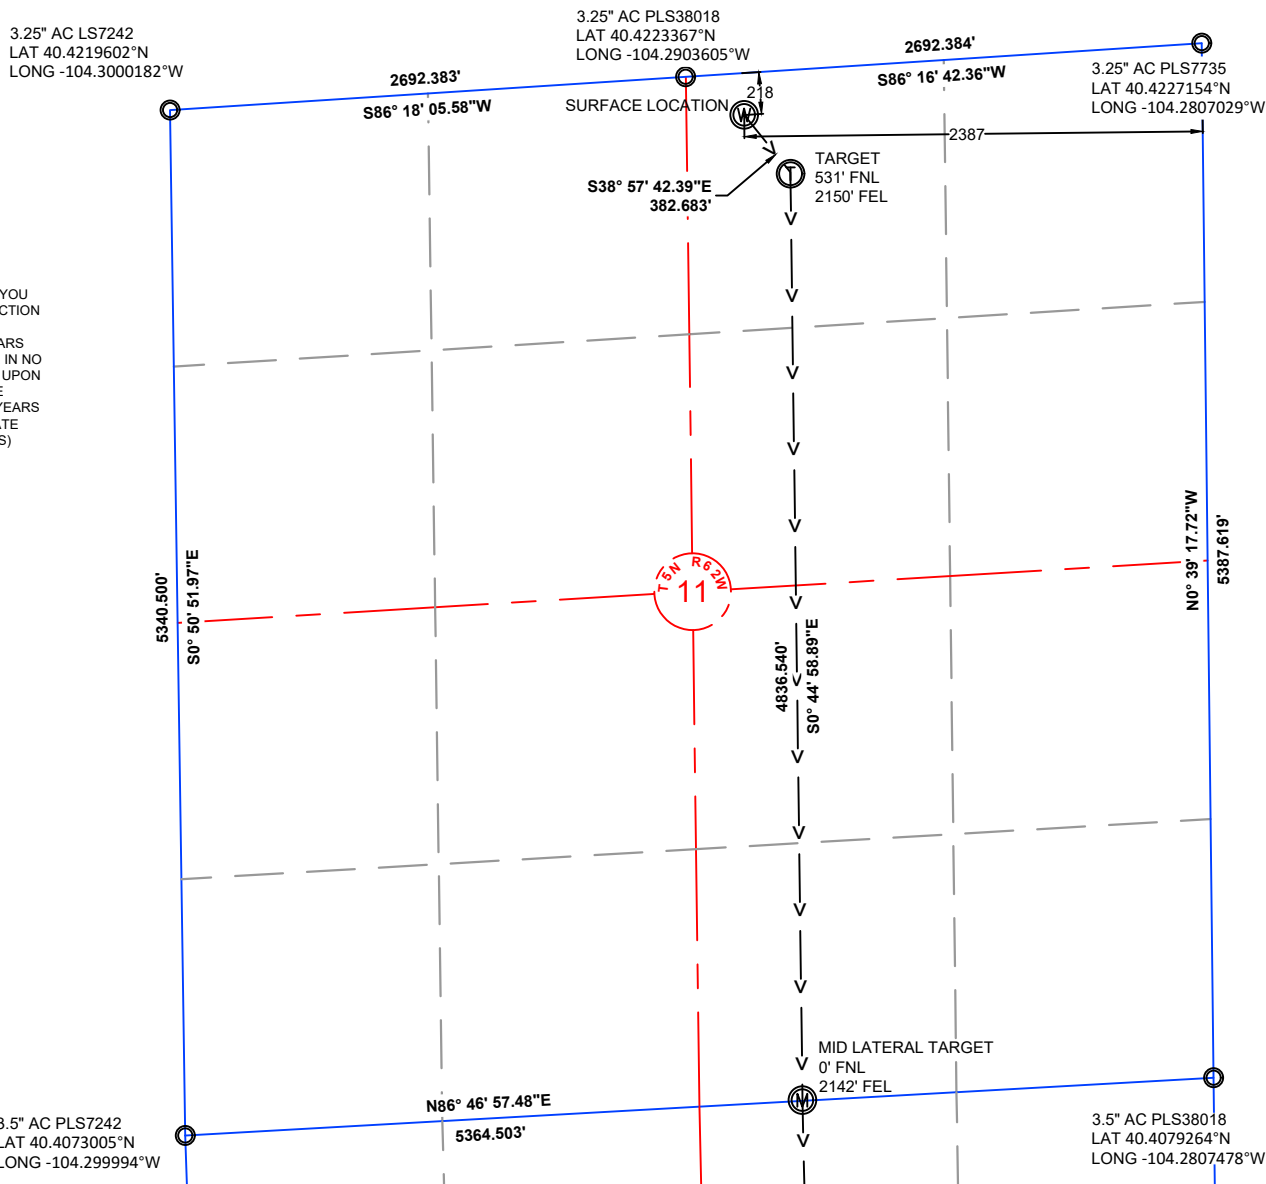 3.25" AC LS7242
LAT 40.4219602°N
LONG -104.3000182°W
3.25" AC PLS38018
LAT 40.4223367°N
LONG -104.2903605°W
2692.383'
S86° 18' 05.58"W
2692.384'
S86° 16' 42.36"W
3.25" AC PLS7735
LAT 40.4227154°N
LONG -104.2807029°W
218
SURFACE LOCATION
W
2387
TARGET
531' FNL
2150' FEL
T
S38° 57' 42.39"E
382.683'
YOU
CTION
ARS
IN NO
UPON
E
YEARS
ATE
S)
5340.500'
S0° 50' 51.97"E
T5N R62W
11
4836.540'
S0° 44' 58.89"E
N0° 39' 17.72"W
5387.619'
MID LATERAL TARGET
0' FNL
2142' FEL
M
N86° 46' 57.48"E
5364.503'
3.5" AC PLS7242
LAT 40.4073005°N
LONG -104.299994°W
3.5" AC PLS38018
LAT 40.4079264°N
LONG -104.2807478°W